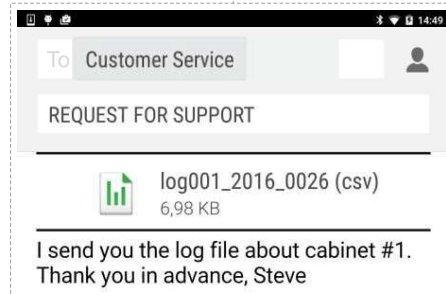 14:49
To Customer Service
REQUEST FOR SUPPORT
log001_2016_0026 (csv)
6,98 KB
I send you the log file about cabinet #1.
Thank you in advance, Steve